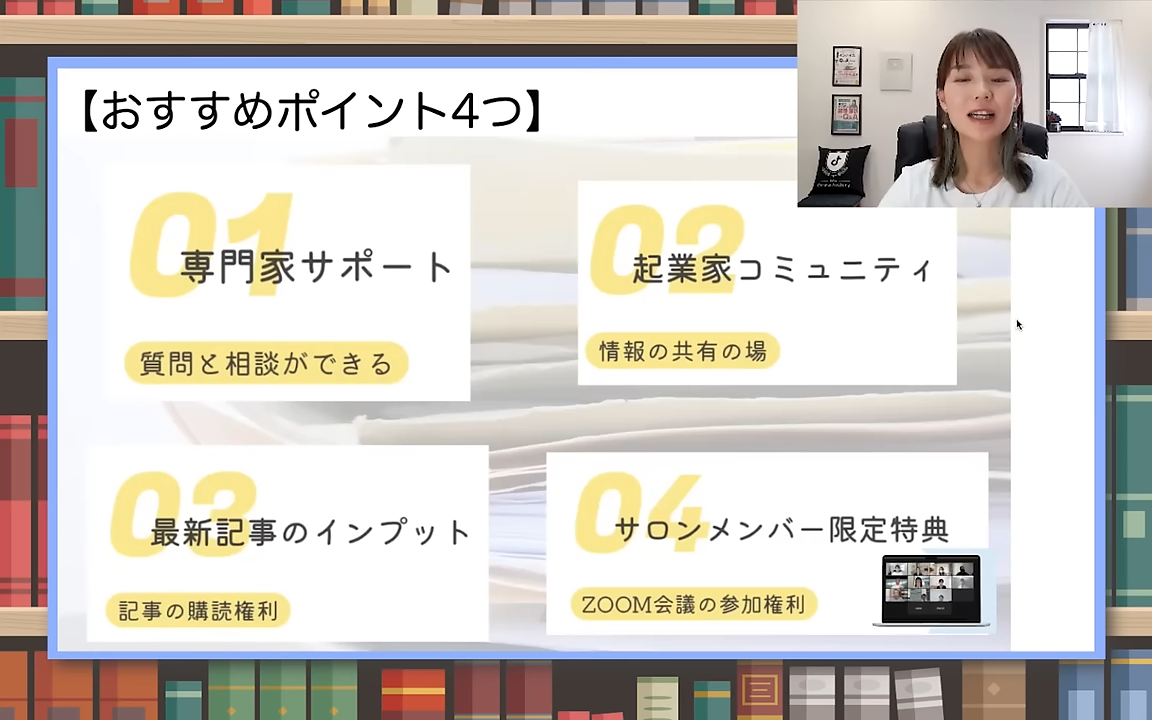 【おすすめポイント4つ】
01
専門家サポート
質問と相談ができる
02
起業家コミュニティ
情報の共有の場
03
最新記事のインプット
記事の購読権利
04
サロンメンバー限定特典
ZOOM会議の参加権利
Q&A